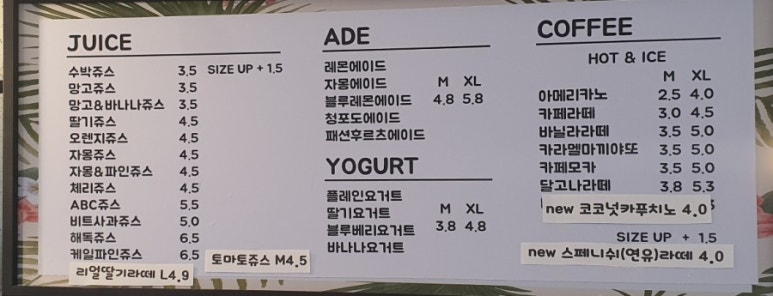 JUICE
수박쥬스 3.5 SIZE UP + 1.5
망고쥬스 3.5
망고&바나나쥬스 3.5
딸기쥬스 4.5
오렌지쥬스 4.5
자몽쥬스 4.5
자몽&파인쥬스 4.5
체리쥬스 4.5
ABC쥬스 5.5
비트사과쥬스 5.0
해독쥬스 6.5
케일파인쥬스 6.5
리얼딸기라떼 L4.9
토마토쥬스 M4.5
ADE
레몬에이드
자몽에이드 M XL
블루레몬에이드 4.8 5.8
청포도에이드
패션후르츠에이드
YOGURT
플레인요거트
딸기요거트 M XL
블루베리요거트 3.8 4.8
바나나요거트
COFFEE
HOT & ICE
M XL
아메리카노 2.5 4.0
카페라떼 3.0 4.5
바닐라라떼 3.5 5.0
카라멜마끼야또 3.5 5.0
카페모카 3.5 5.0
달고나라떼 3.8 5.3
new 코코넛카푸치노 4.0
SIZE UP + 1.5
new 스페니쉬(연유)라떼 4.0